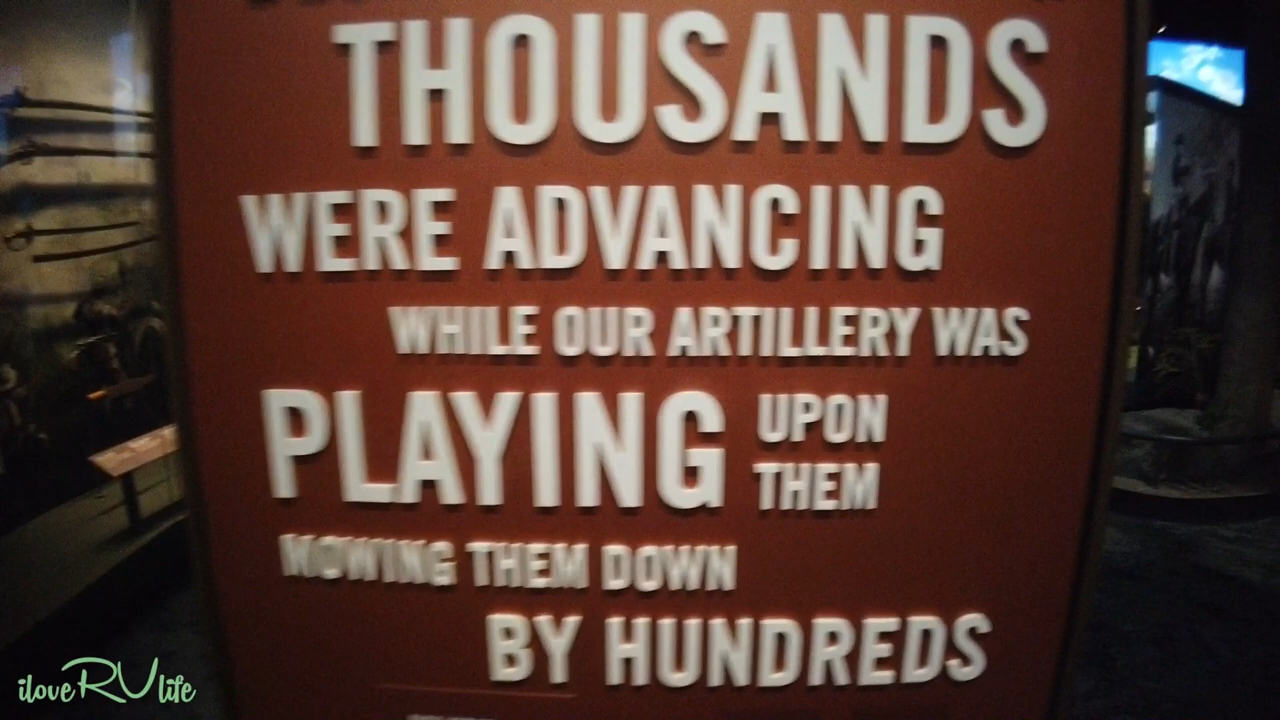 THOUSANDS
WERE ADVANCING
WHILE OUR ARTILLERY WAS
PLAYING UPON THEM
MOWING THEM DOWN
BY HUNDREDS
iloveRVlife